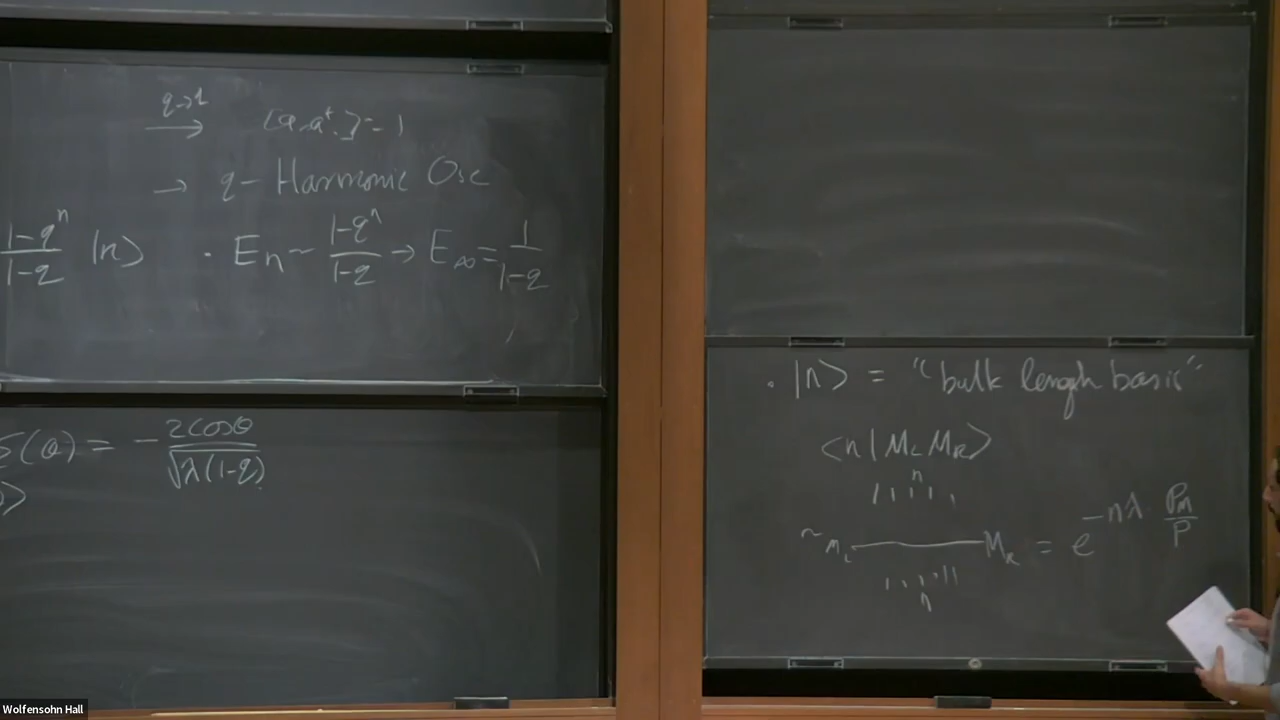 q→1
⟶ [a, a†] = 1
→ q- Harmonic Osc
1-q^n / 1-q |n⟩ · E_n ~ 1-q^n / 1-q → E_∞ = 1 / 1-q
(θ) = - 2cosθ / √λ(1-q)
⟩
· |n⟩ = "bulk length basis"
⟨n|M_L M_R⟩
n
~ M_L ——— M_R = e^{-nλ P_M / P}
n
Wolfensohn Hall